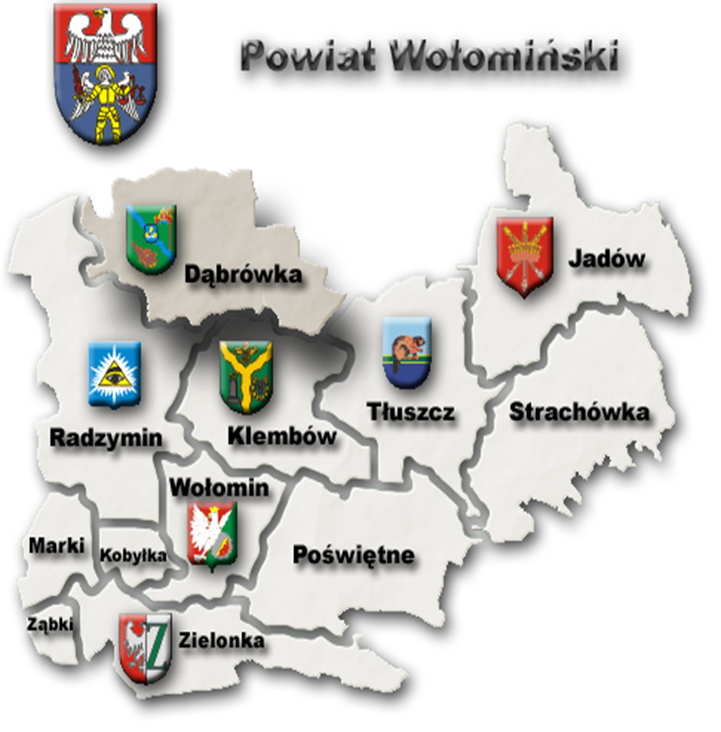 Powiat Wołomiński
Dąbrówka
Jadów
Tłuszcz
Strachówka
Radzymin
Klembów
Wołomin
Marki
Kobyłka
Poświętne
Ząbki
Zielonka
Z